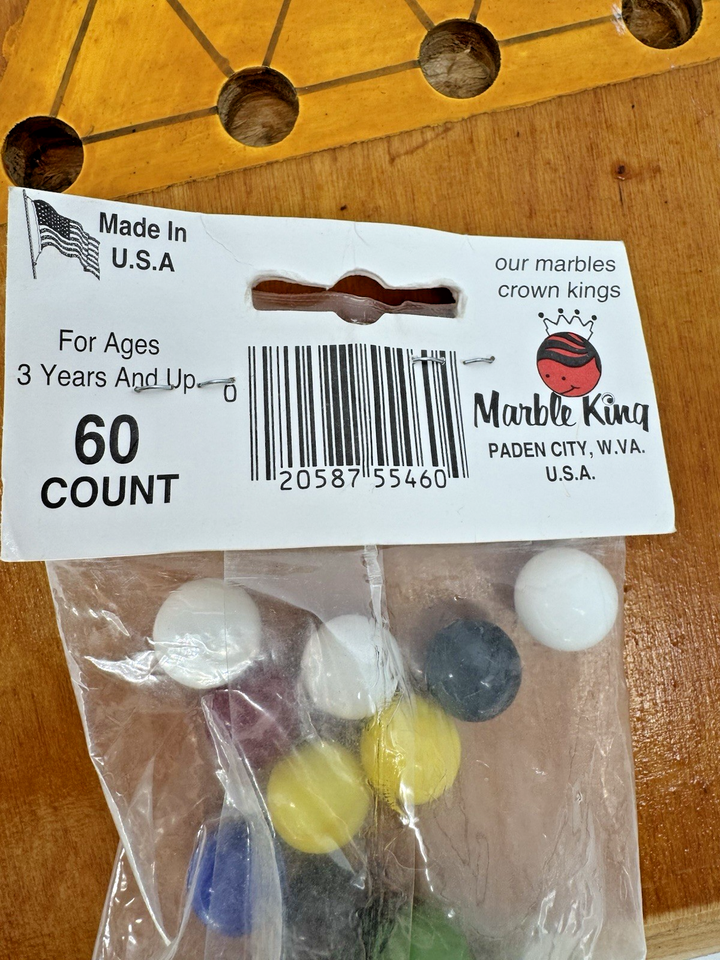 Made In
U.S.A
For Ages
3 Years And Up
60
COUNT
0
20587 55460
our marbles
crown kings
Marble King
PADEN CITY, W.VA.
U.S.A.